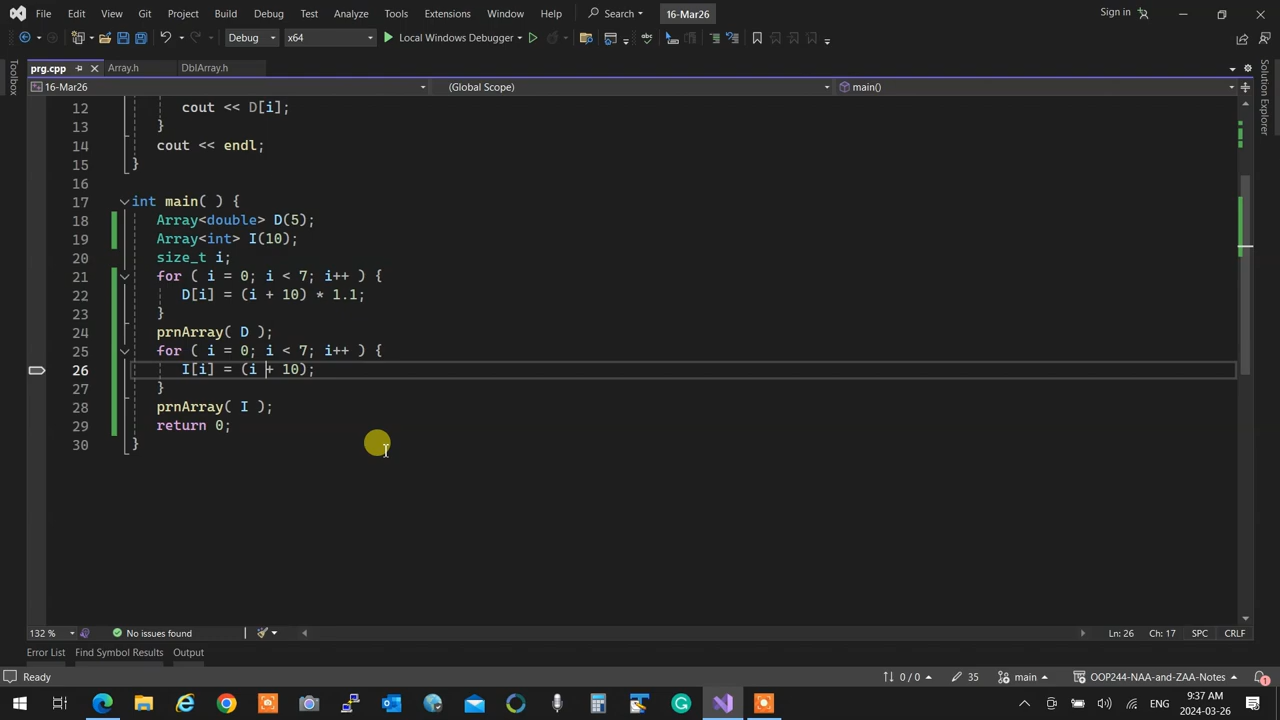 File Edit View Git Project Build Debug Test Analyze Tools Extensions Window Help Search 16-Mar26 Sign in
Debug x64 Local Windows Debugger
prg.cpp Array.h DblArray.h
16-Mar26 (Global Scope) main()
Toolbox
Solution Explorer
12 cout << D[i];
13 }
14 cout << endl;
15 }
16
17 int main( ) {
18 Array<double> D(5);
19 Array<int> I(10);
20 size_t i;
21 for ( i = 0; i < 7; i++ ) {
22 D[i] = (i + 10) * 1.1;
23 }
24 prnArray( D );
25 for ( i = 0; i < 7; i++ ) {
26 I[i] = (i + 10);
27 }
28 prnArray( I );
29 return 0;
30 }
132 % No issues found Ln: 26 Ch: 17 SPC CRLF
Error List Find Symbol Results Output
Ready 0 / 0 35 main OOP244-NAA-and-ZAA-Notes 1
ENG 9:37 AM
2024-03-26